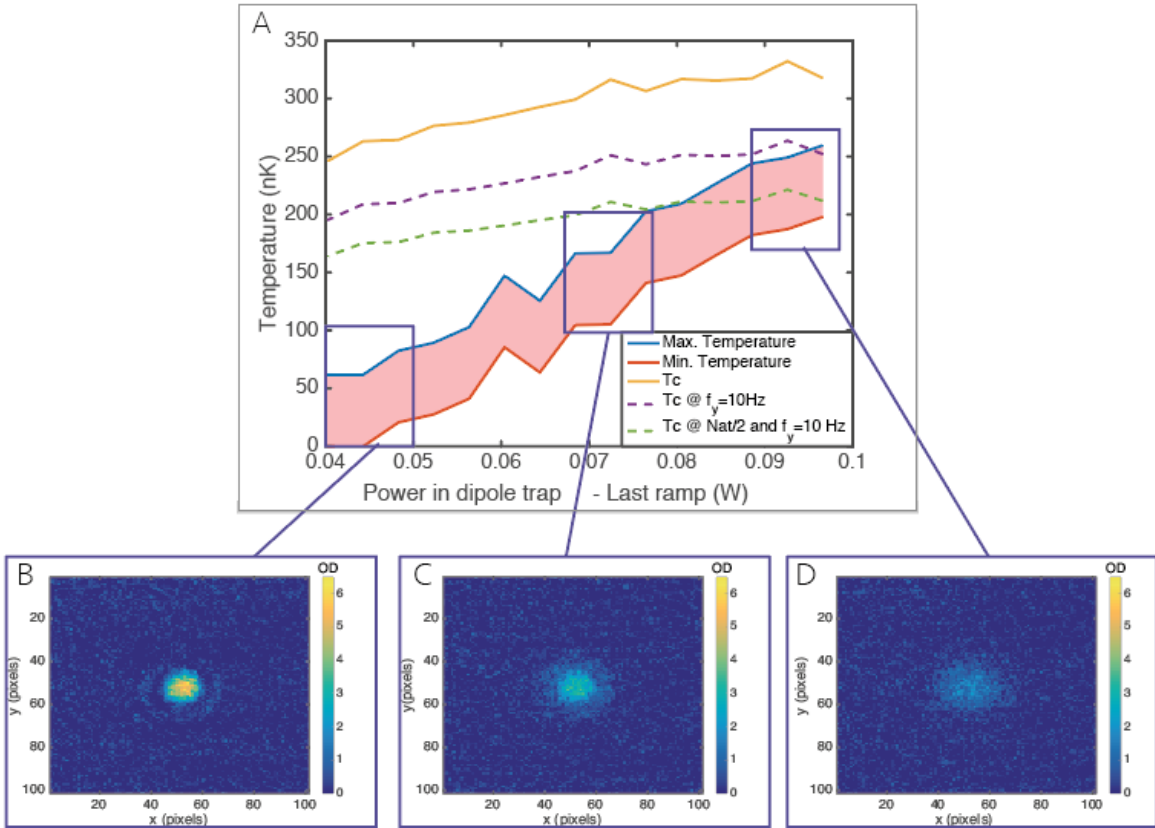 A
350
300
250
200
150
100
50
0
Temperature (nK)
0.04 0.05 0.06 0.07 0.08 0.09 0.1
Power in dipole trap - Last ramp (W)
Max. Temperature
Min. Temperature
Tc
Tc @ f_y=10Hz
Tc @ Nat/2 and f_y=10 Hz
B
OD
20
40
60
80
100
y (pixels)
20 40 60 80 100
x (pixels)
6
5
4
3
2
1
0
C
OD
20
40
60
80
100
y(pixels)
20 40 60 80 100
x (pixels)
6
5
4
3
2
1
0
D
OD
20
40
60
80
100
y (pixels)
20 40 60 80 100
x (pixels)
6
5
4
3
2
1
0